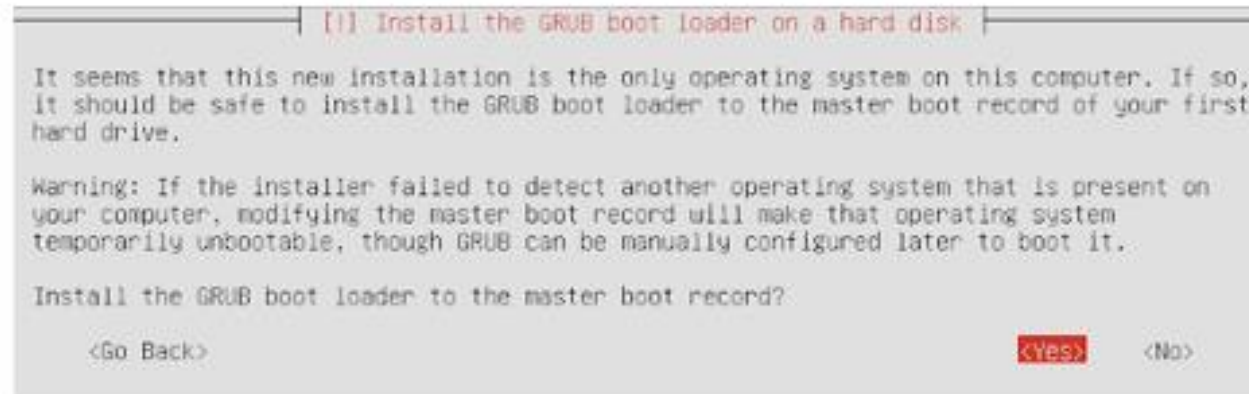 [!] Install the GRUB boot loader on a hard disk
It seems that this new installation is the only operating system on this computer. If so,
it should be safe to install the GRUB boot loader to the master boot record of your first
hard drive.
Warning: If the installer failed to detect another operating system that is present on
your computer, modifying the master boot record will make that operating system
temporarily unbootable, though GRUB can be manually configured later to boot it.
Install the GRUB boot loader to the master boot record?
<Go Back> <Yes> <No>